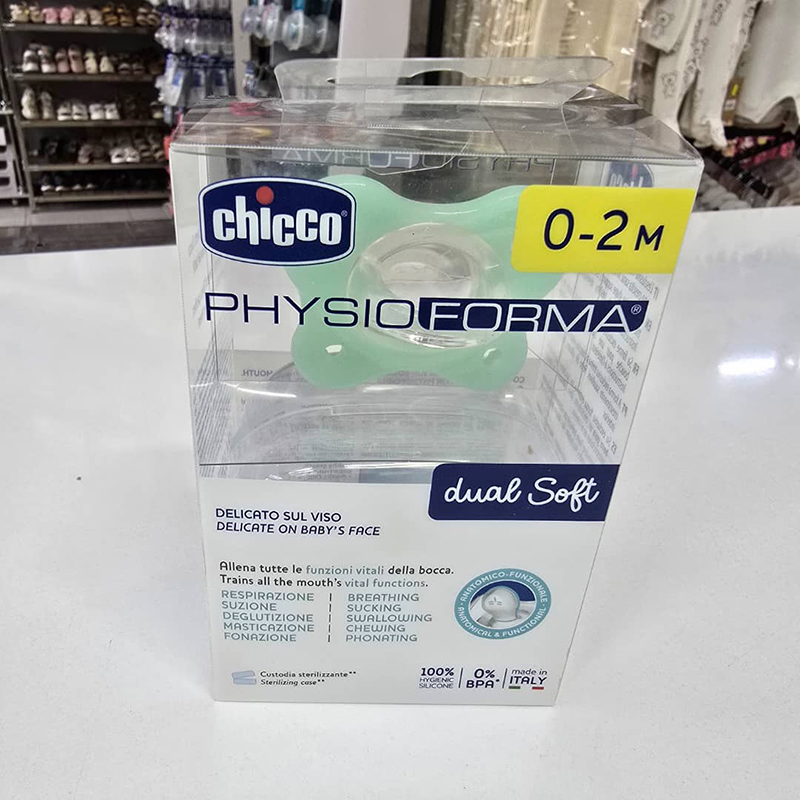 PHYSIOFORMA
chicco®
0-2 M
PHYSIOFORMA®
dual Soft
DELICATO SUL VISO
DELICATE ON BABY'S FACE
Allena tutte le funzioni vitali della bocca.
Trains all the mouth's vital functions.
RESPIRAZIONE | BREATHING
SUZIONE | SUCKING
DEGLUTIZIONE | SWALLOWING
MASTICAZIONE | CHEWING
FONAZIONE | PHONATING
ANATOMICO-FUNZIONALE
ANATOMICAL & FUNCTIONAL
Custodia sterilizzante**
Sterilizing case**
100% HYGIENIC SILICONE | 0% BPA* | made in ITALY